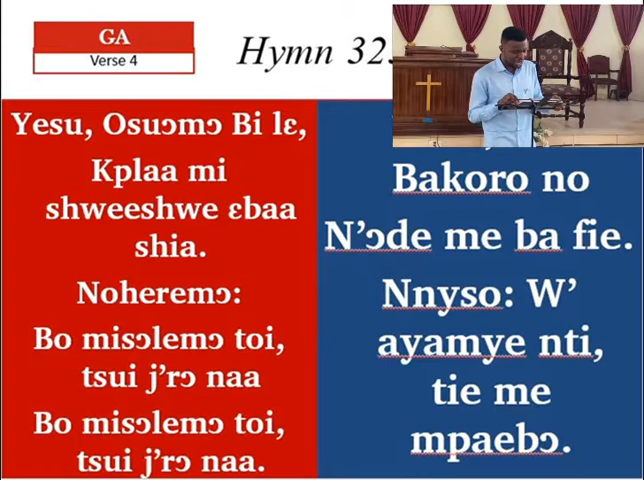 GA
Verse 4
Hymn 32
Yesu, Osuɔmɔ Bi lɛ,
Kplaa mi
shweeshwe ɛbaa
shia.
Noheremɔ:
Bo misɔlemɔ toi,
tsui j’rɔ naa
Bo misɔlemɔ toi,
tsui j’rɔ naa.
Bakoro no
N’ɔde me ba fie.
Nnyso: W’
ayamye nti,
tie me
mpaebɔ.